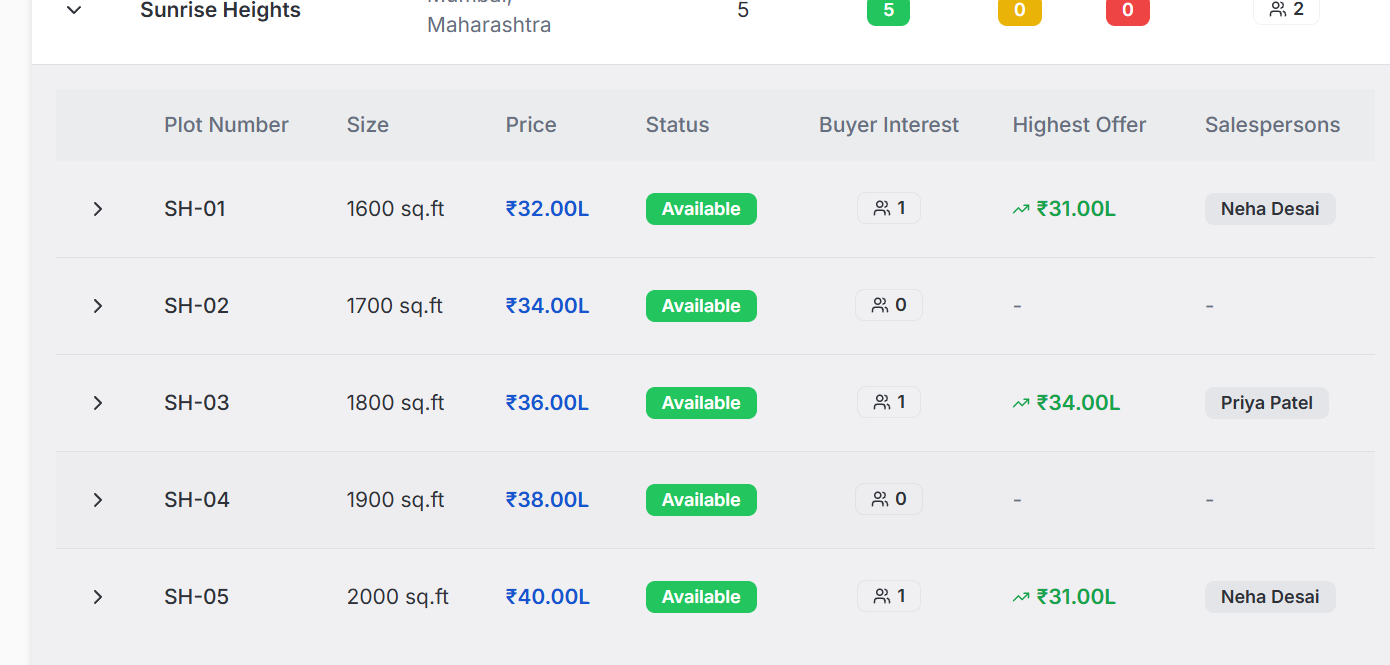 Sunrise Heights
Maharashtra
5
5
0
0
2
Plot Number Size Price Status Buyer Interest Highest Offer Salespersons
SH-01 1600 sq.ft ₹32.00L Available 1 ₹31.00L Neha Desai
SH-02 1700 sq.ft ₹34.00L Available 0 - -
SH-03 1800 sq.ft ₹36.00L Available 1 ₹34.00L Priya Patel
SH-04 1900 sq.ft ₹38.00L Available 0 - -
SH-05 2000 sq.ft ₹40.00L Available 1 ₹31.00L Neha Desai